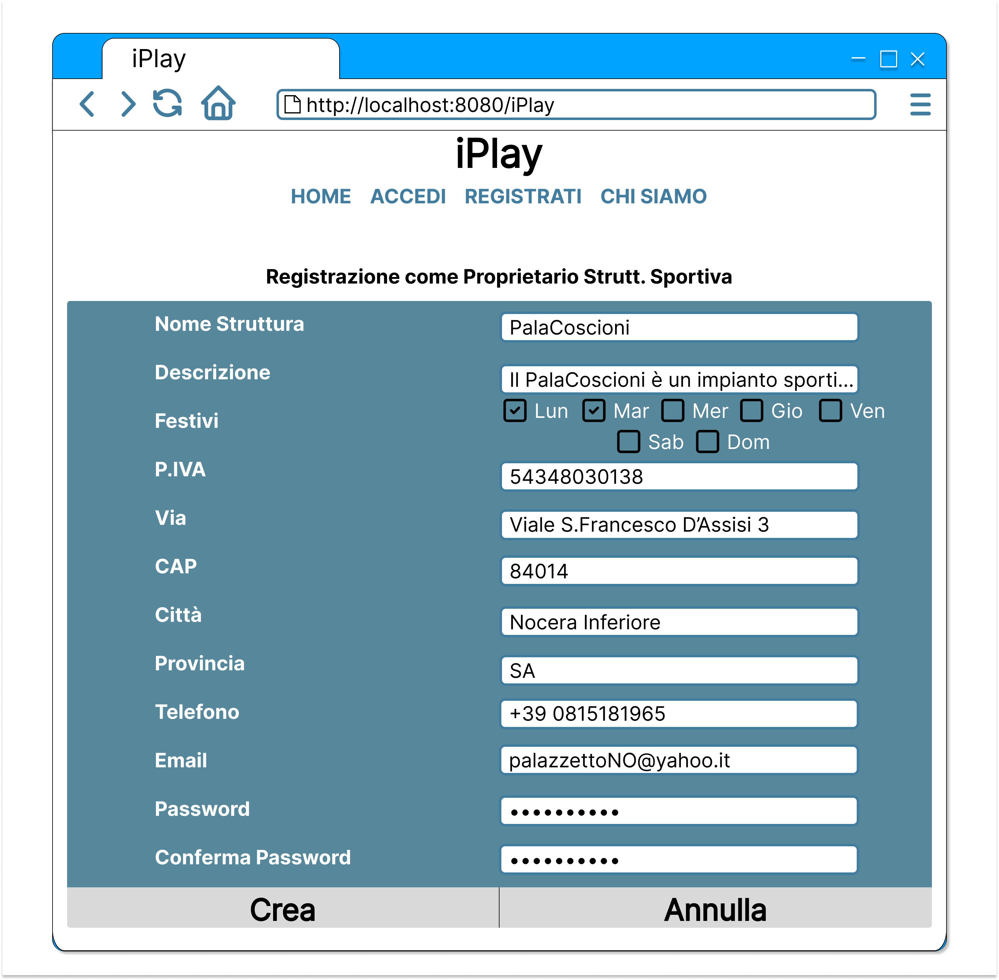 iPlay
http://localhost:8080/iPlay
iPlay
HOME ACCEDI REGISTRATI CHI SIAMO
Registrazione come Proprietario Strutt. Sportiva
Nome Struttura PalaCoscioni
Descrizione Il PalaCoscioni è un impianto sporti...
Festivi Lun Mar Mer Gio Ven
Sab Dom
P.IVA 54348030138
Via Viale S.Francesco D’Assisi 3
CAP 84014
Città Nocera Inferiore
Provincia SA
Telefono +39 0815181965
Email palazzettoNO@yahoo.it
Password ••••••••••
Conferma Password ••••••••••
Crea Annulla